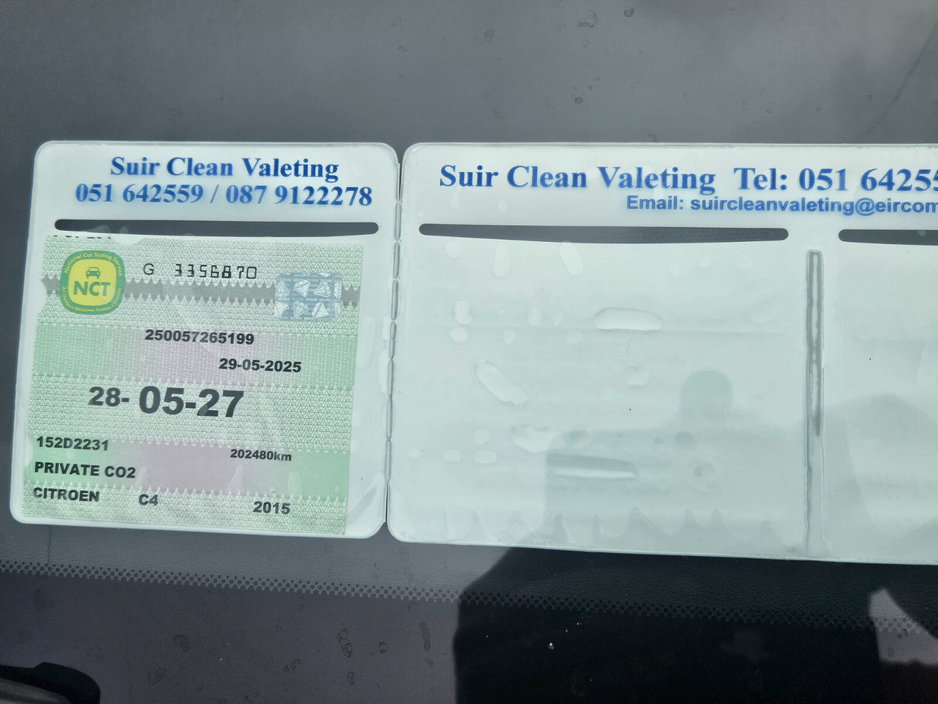 Suir Clean Valeting
051 642559 / 087 9122278
NCT
G 3356870
250057265199
29-05-2025
28- 05-27
152D2231
202480km
PRIVATE CO2
CITROEN C4 2015
Suir Clean Valeting Tel: 051 6425
Email: suircleanvaleting@eircom